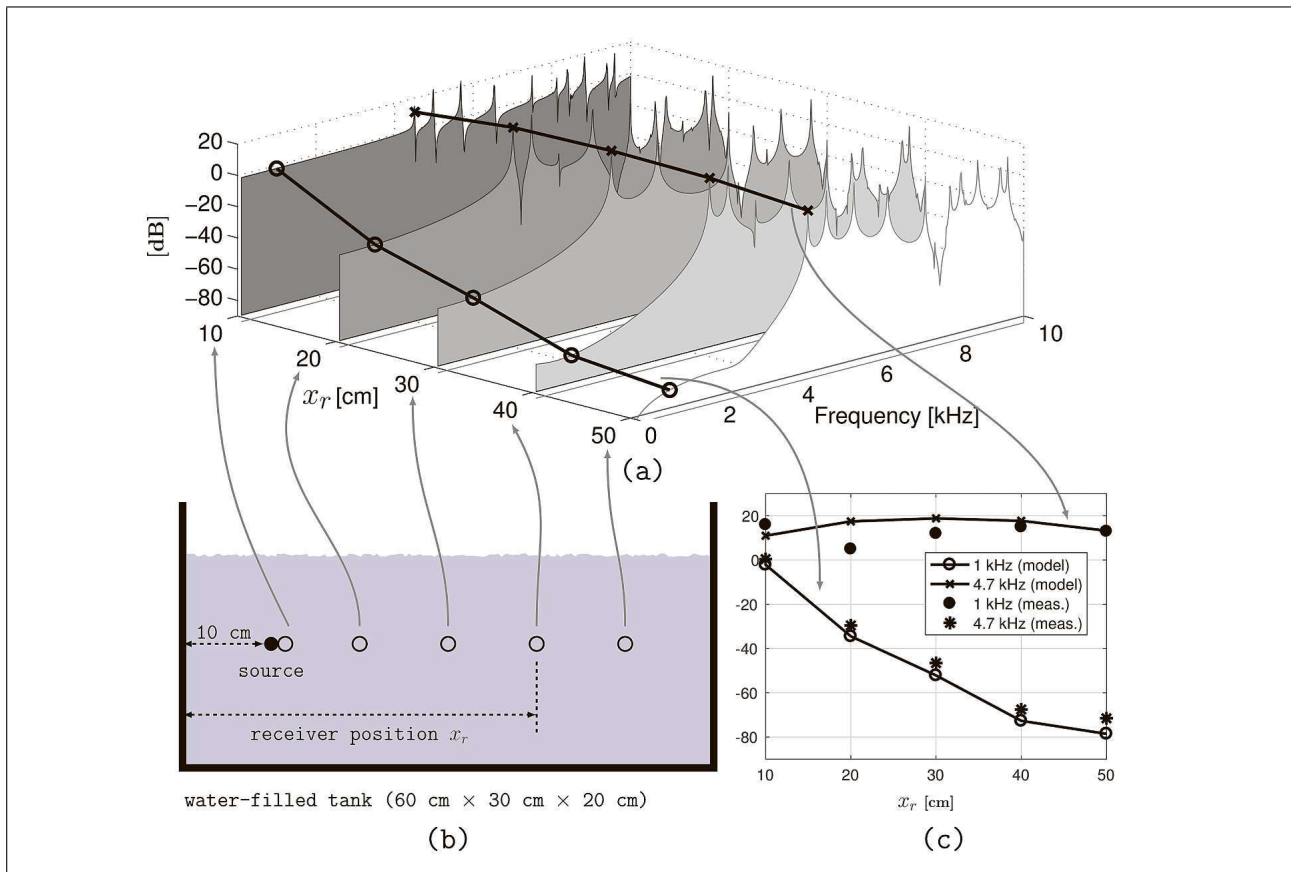 20
0
−20
−40
−60
−80
[dB]
10
20
30
40
50
x_r [cm]
0
2
4
6
8
10
Frequency [kHz]
(a)
10 cm
source
receiver position x_r
water-filled tank (60 cm × 30 cm × 20 cm)
(b)
20
0
-20
-40
-60
-80
1 kHz (model)
4.7 kHz (model)
1 kHz (meas.)
4.7 kHz (meas.)
10
20
30
40
50
x_r [cm]
(c)